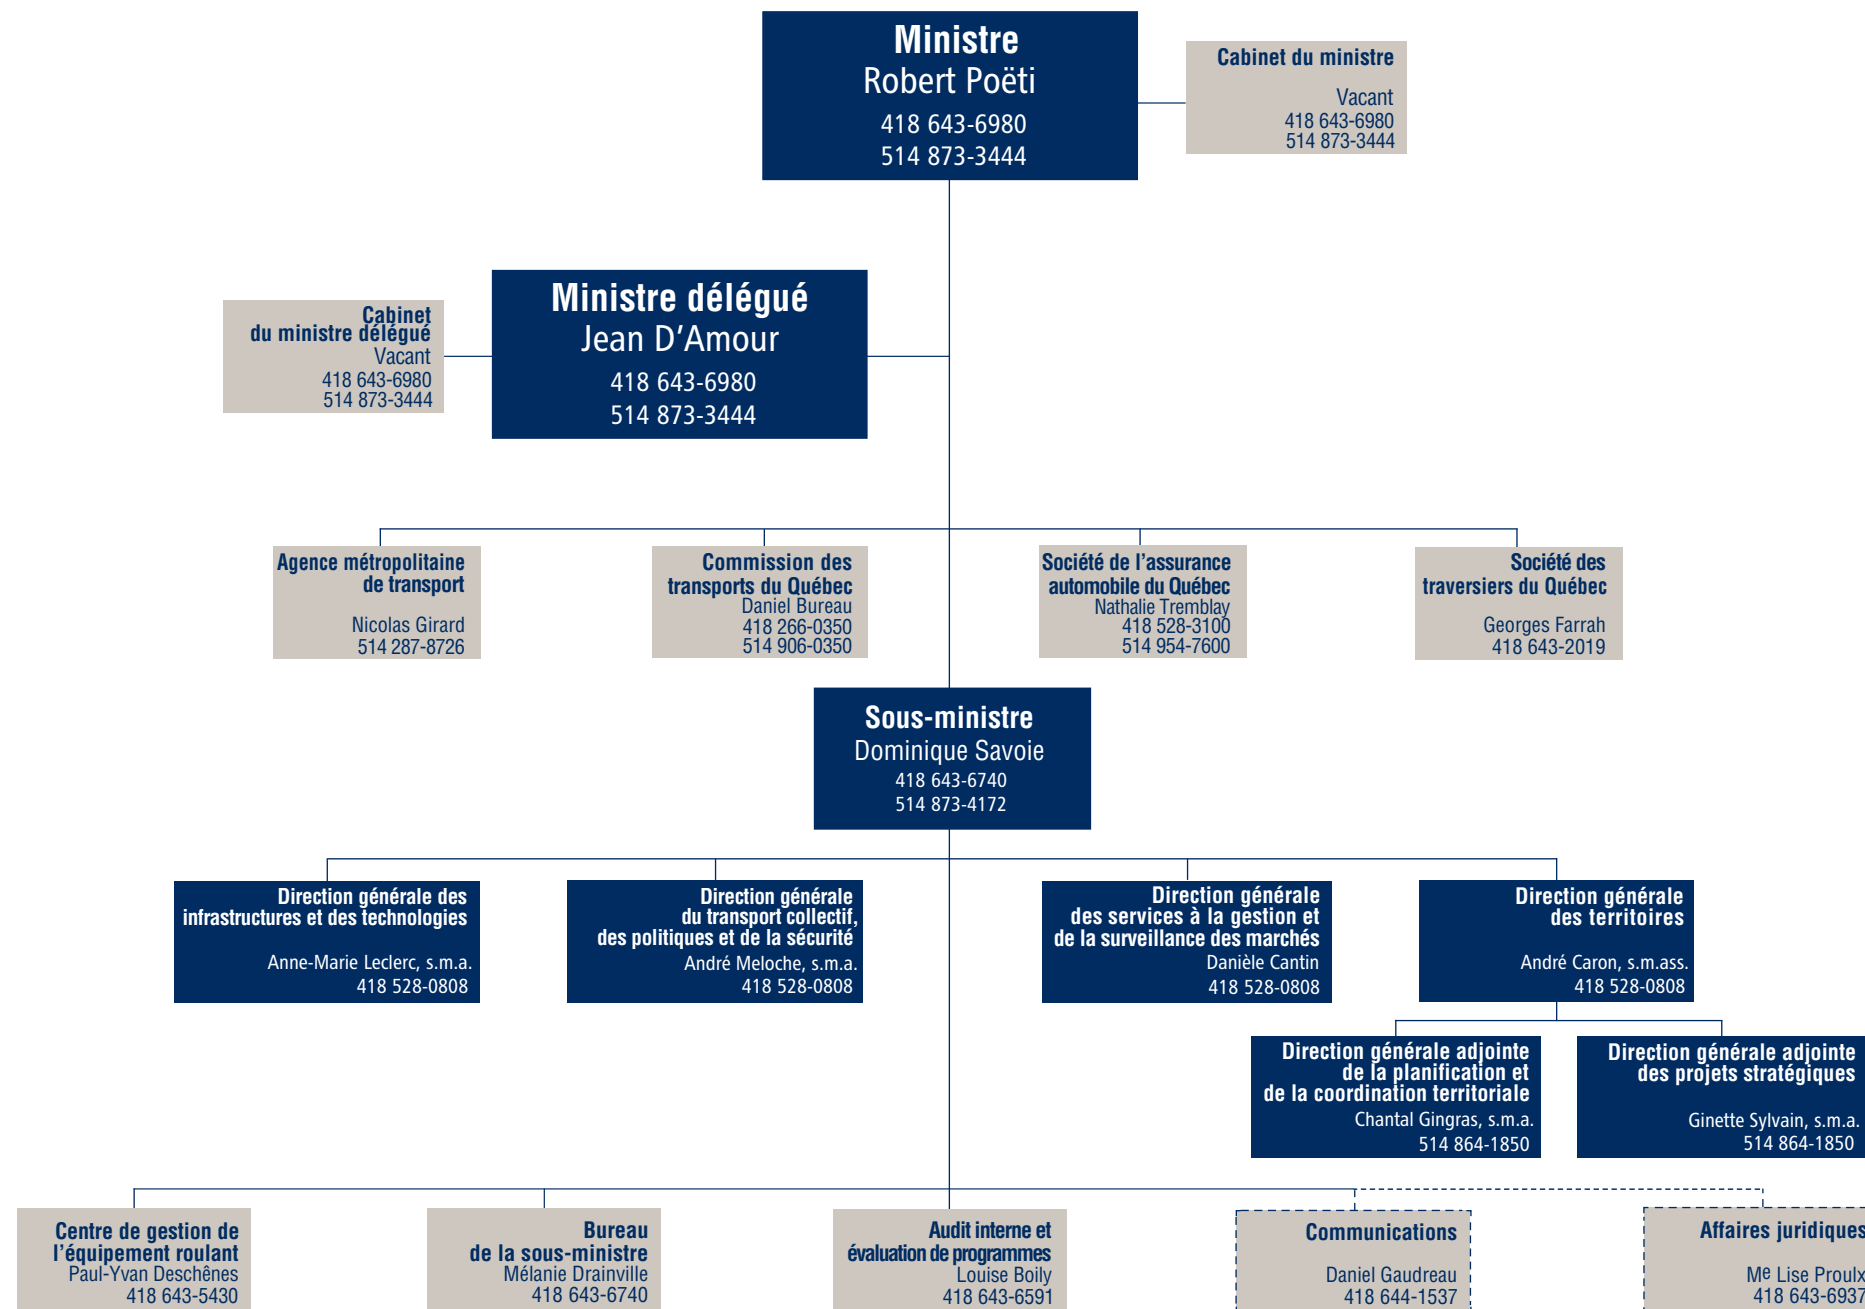 Ministre
Robert Poëti
418 643-6980
514 873-3444
Cabinet du ministre
Vacant
418 643-6980
514 873-3444
Cabinet
du ministre délégué
Vacant
418 643-6980
514 873-3444
Ministre délégué
Jean D’Amour
418 643-6980
514 873-3444
Agence métropolitaine
de transport
Nicolas Girard
514 287-8726
Commission des
transports du Québec
Daniel Bureau
418 266-0350
514 906-0350
Société de l’assurance
automobile du Québec
Nathalie Tremblay
418 528-3100
514 954-7600
Société des
traversiers du Québec
Georges Farrah
418 643-2019
Sous-ministre
Dominique Savoie
418 643-6740
514 873-4172
Direction générale des
infrastructures et des technologies
Anne-Marie Leclerc, s.m.a.
418 528-0808
Direction générale
du transport collectif,
des politiques et de la sécurité
André Meloche, s.m.a.
418 528-0808
Direction générale
des services à la gestion et
de la surveillance des marchés
Danièle Cantin
418 528-0808
Direction générale
des territoires
André Caron, s.m.ass.
418 528-0808
Direction générale adjointe
de la planification et
de la coordination territoriale
Chantal Gingras, s.m.a.
514 864-1850
Direction générale adjointe
des projets stratégiques
Ginette Sylvain, s.m.a.
514 864-1850
Centre de gestion de
l’équipement roulant
Paul-Yvan Deschênes
418 643-5430
Bureau
de la sous-ministre
Mélanie Drainville
418 643-6740
Audit interne et
évaluation de programmes
Louise Boily
418 643-6591
Communications
Daniel Gaudreau
418 644-1537
Affaires juridiques
Me Lise Proulx
418 643-6937